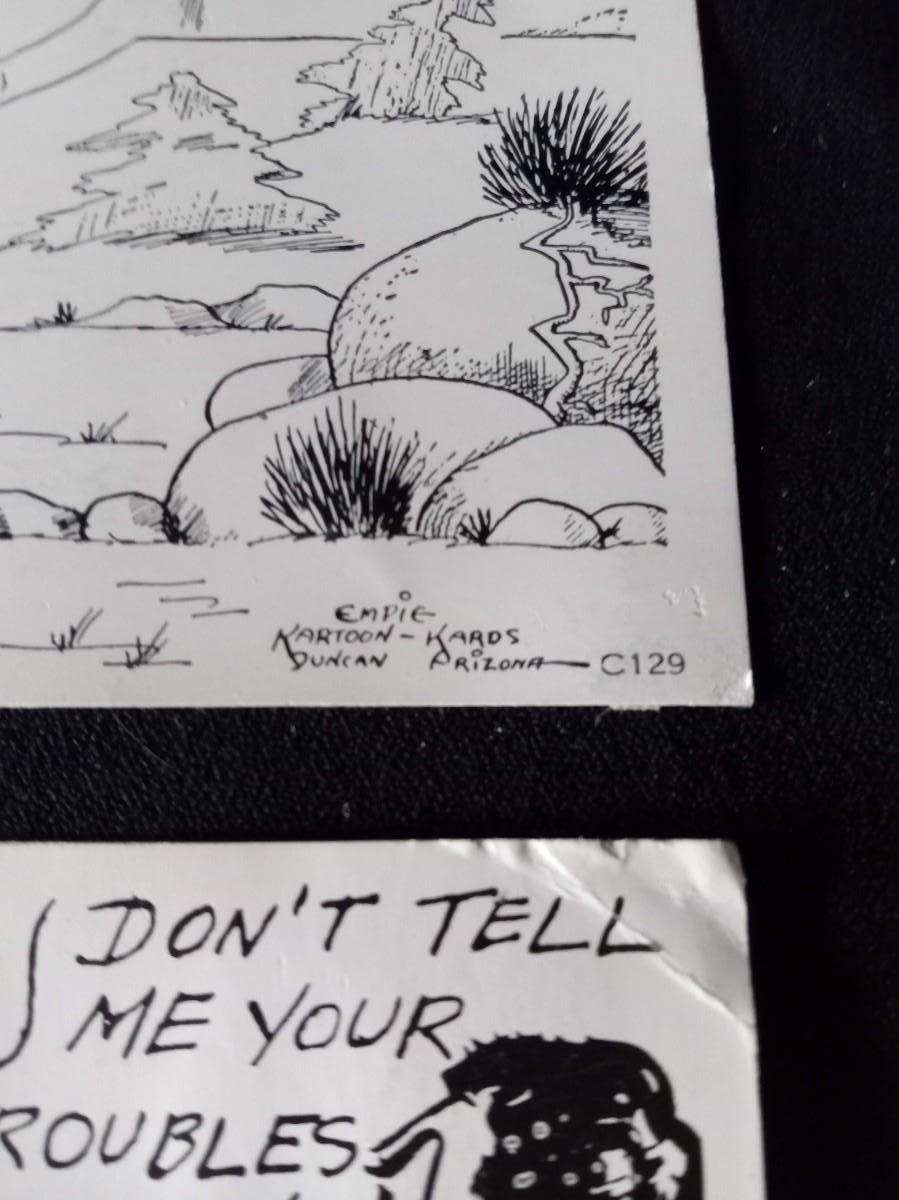 EMPIE
KARTOON-KARDS
DUNCAN ARIZONA — C129
DON'T TELL
ME YOUR
ROUBLES